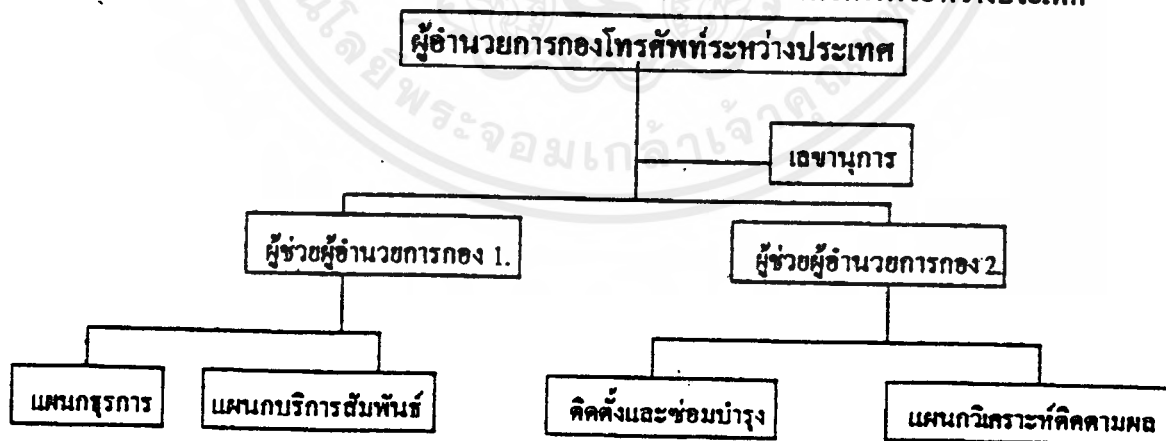 ผู้อำนวยการกองโทรศัพท์ระหว่างประเทศ
เลขานุการ
ผู้ช่วยผู้อำนวยการกอง 1.
ผู้ช่วยผู้อำนวยการกอง 2
แผนกธุรการ
แผนกบริการสัมพันธ์
ติดตั้งและซ่อมบำรุง
แผนกวิเคราะห์ติดตามผล